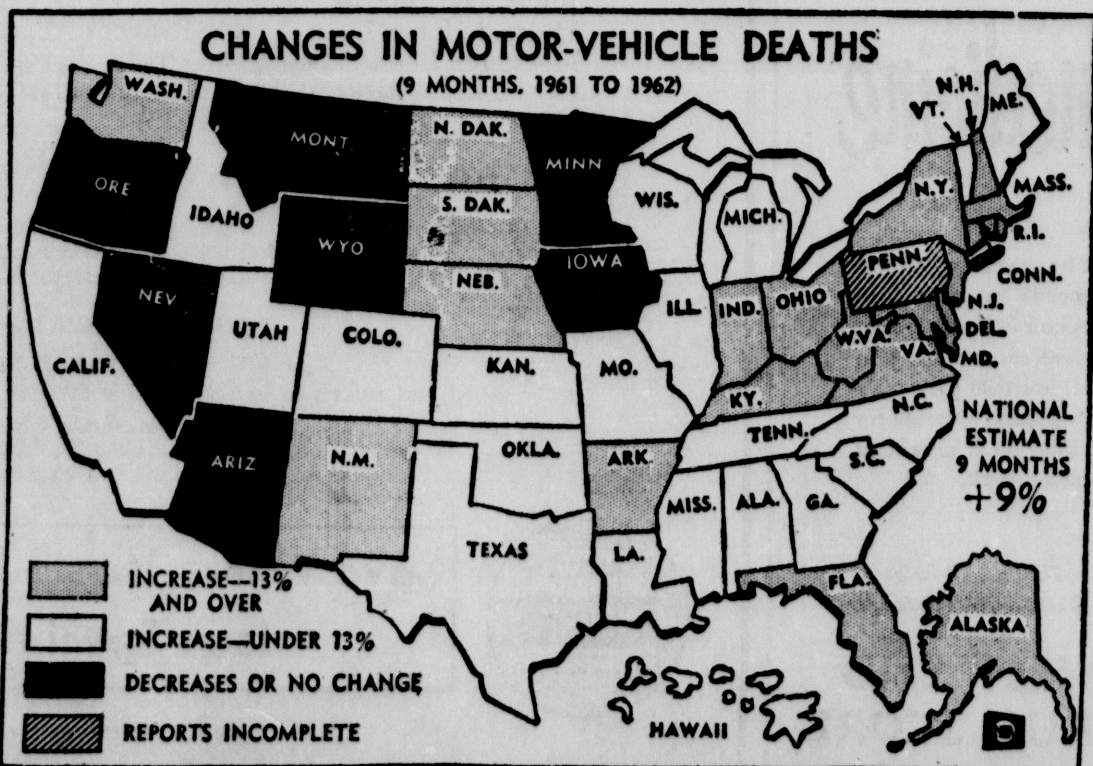 CHANGES IN MOTOR-VEHICLE DEATHS
(9 MONTHS, 1961 TO 1962)
WASH.
MONT.
N. DAK.
MINN
VT.
N.H.
ME.
ORE
IDAHO
WYO
S. DAK.
WIS.
MICH.
N.Y.
MASS.
R.I.
CONN.
NEV
UTAH
COLO.
NEB.
IOWA
ILL.
IND.
OHIO
PENN.
N.J.
DEL.
MD.
W.VA.
VA.
CALIF.
KAN.
MO.
KY.
N.C.
TENN.
ARIZ
N.M.
OKLA.
ARK.
S.C.
MISS.
ALA.
GA.
TEXAS
LA.
FLA.
NATIONAL
ESTIMATE
9 MONTHS
+9%
ALASKA
HAWAII
INCREASE—13%
AND OVER
INCREASE—UNDER 13%
DECREASES OR NO CHANGE
REPORTS INCOMPLETE